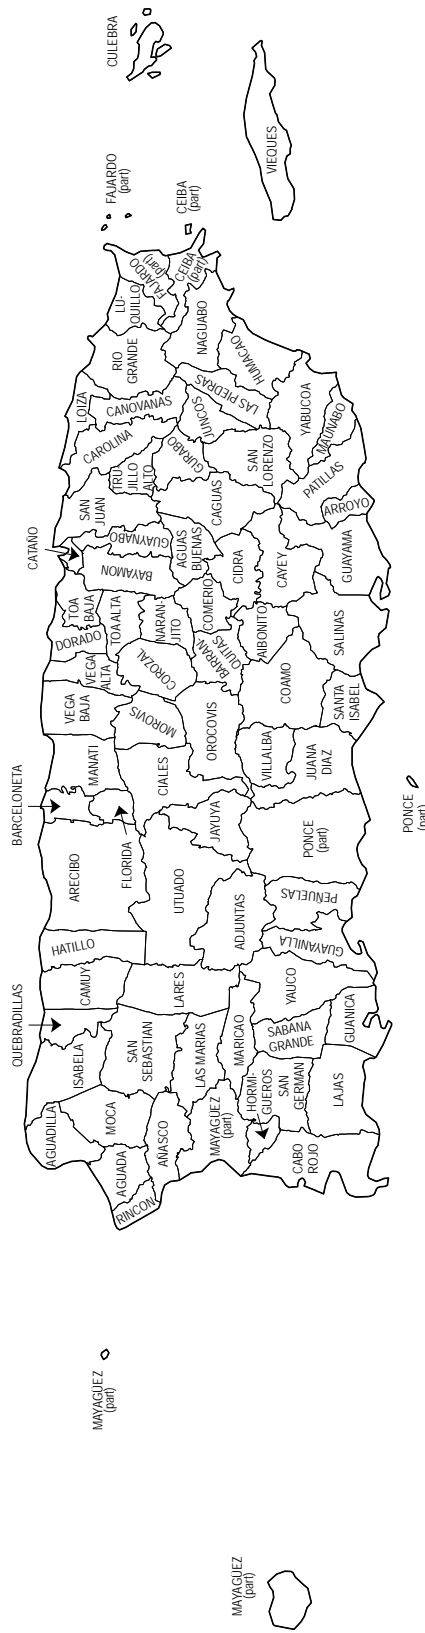 CULEBRA
VIEQUES
FAJARDO
(part)
CEIBA
(part)
FAJARDO
(part)
CEIBA
(part)
LU-
QUILLO
NAGUABO
RIO
GRANDE
HUMACAO
LAS PIEDRAS
LOIZA
CANOVANAS
JUNCOS
YABUCOA
MAUNABO
CAROLINA
GURABO
SAN
LORENZO
TRU-
JILLO
ALTO
PATILLAS
SAN
JUAN
CAGUAS
ARROYO
CATAÑO
GUAYNABO
AGUAS
BUENAS
CIDRA
CAYEY
GUAYAMA
BAYAMON
COMERIO
TOA
BAJA
TOA ALTA
NARAN-
JITO
AIBONITO
SALINAS
DORADO
BARRAN-
QUITAS
VEGA
ALTA
COROZAL
COAMO
VEGA
BAJA
MOROVIS
OROCOVIS
SANTA
ISABEL
MANATI
CIALES
VILLALBA
JUANA
DIAZ
BARCELONETA
FLORIDA
JAYUYA
PONCE
(part)
PONCE
(part)
ARECIBO
UTUADO
ADJUNTAS
PEÑUELAS
HATILLO
GUAYANILLA
CAMUY
LARES
YAUCO
QUEBRADILLAS
ISABELA
SAN
SEBASTIAN
LAS MARIAS
MARICAO
SABANA
GRANDE
GUANICA
AGUADILLA
MOCA
AÑASCO
MAYAGÜEZ
(part)
HORMI-
GUEROS
SAN
GERMAN
LAJAS
AGUADA
RINCON
CABO
ROJO
MAYAGÜEZ
(part)
MAYAGÜEZ
(part)